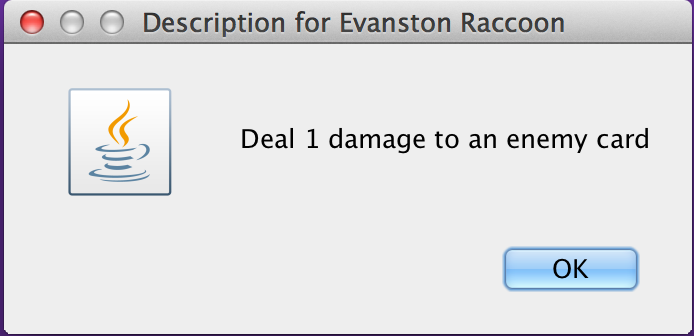 Description for Evanston Raccoon
Deal 1 damage to an enemy card
OK